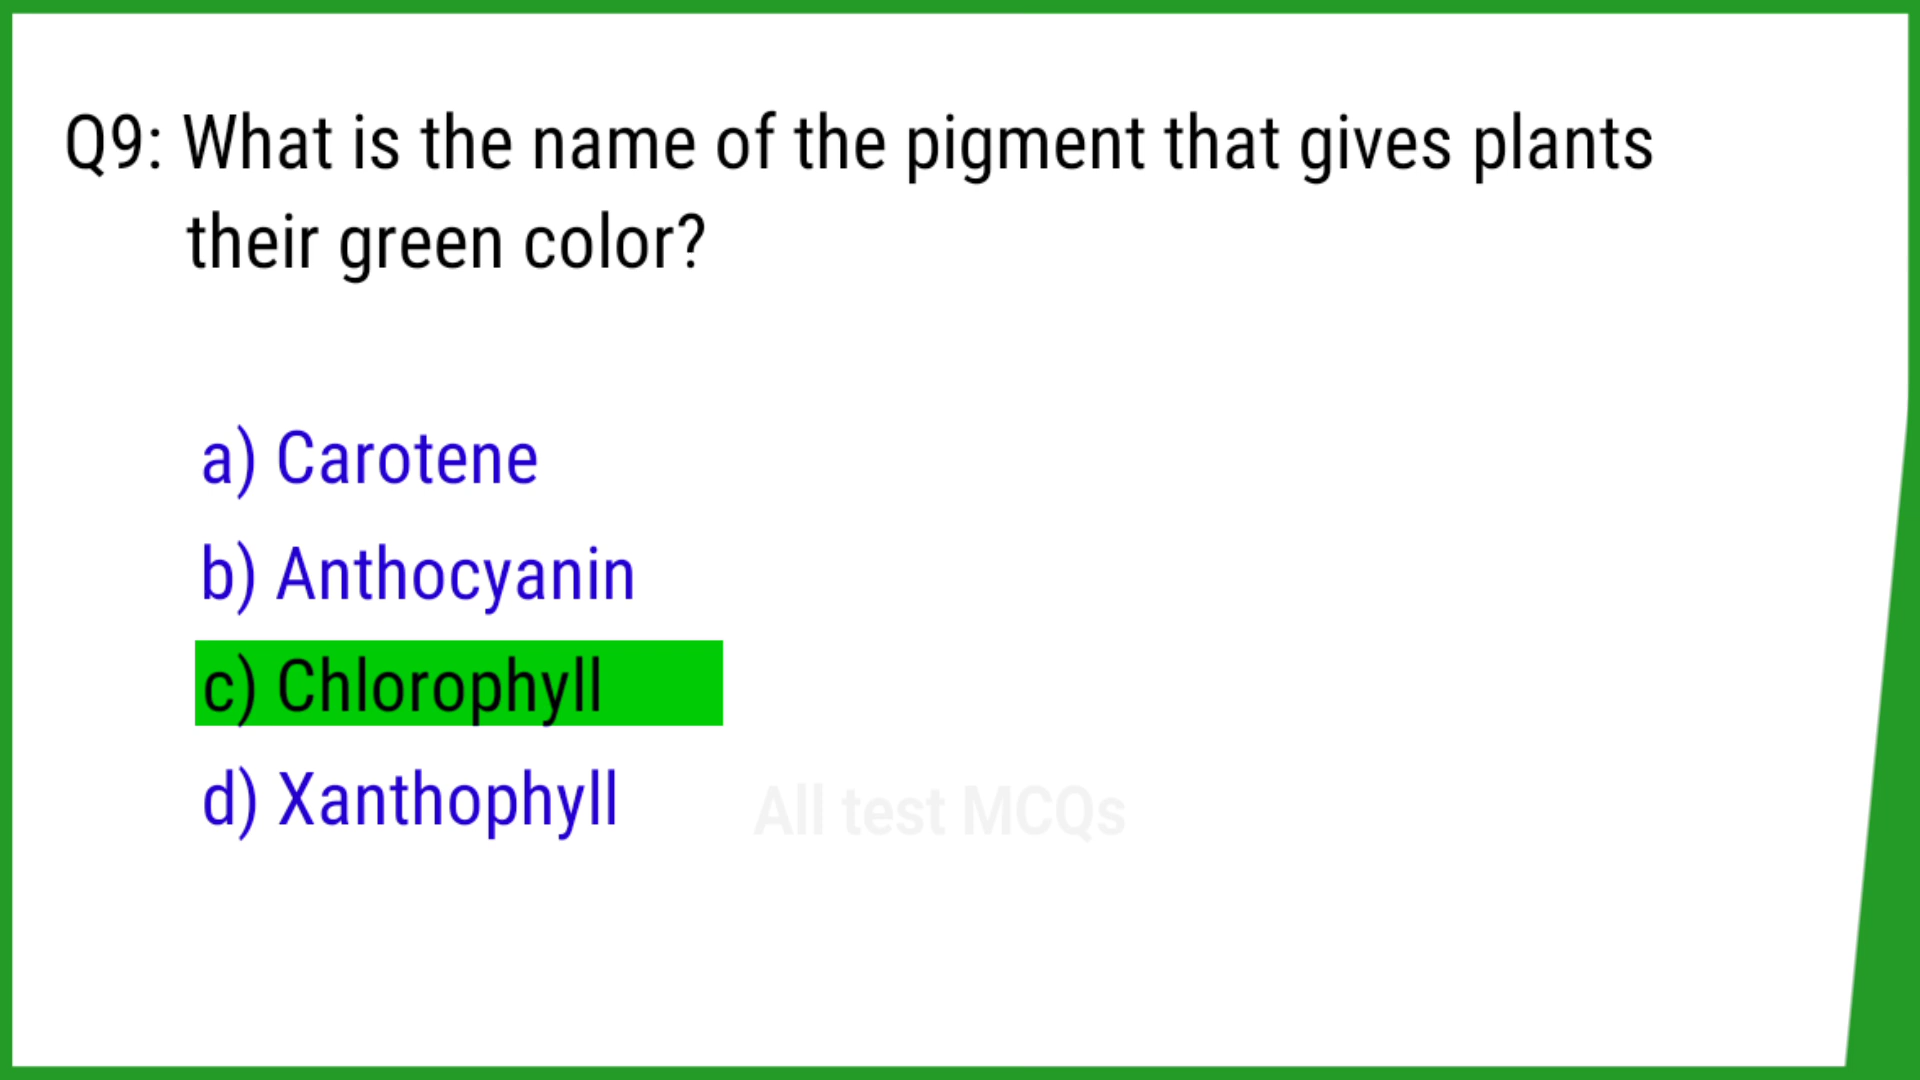 Q9: What is the name of the pigment that gives plants
their green color?
a) Carotene
b) Anthocyanin
c) Chlorophyll
d) Xanthophyll
All test MCQs